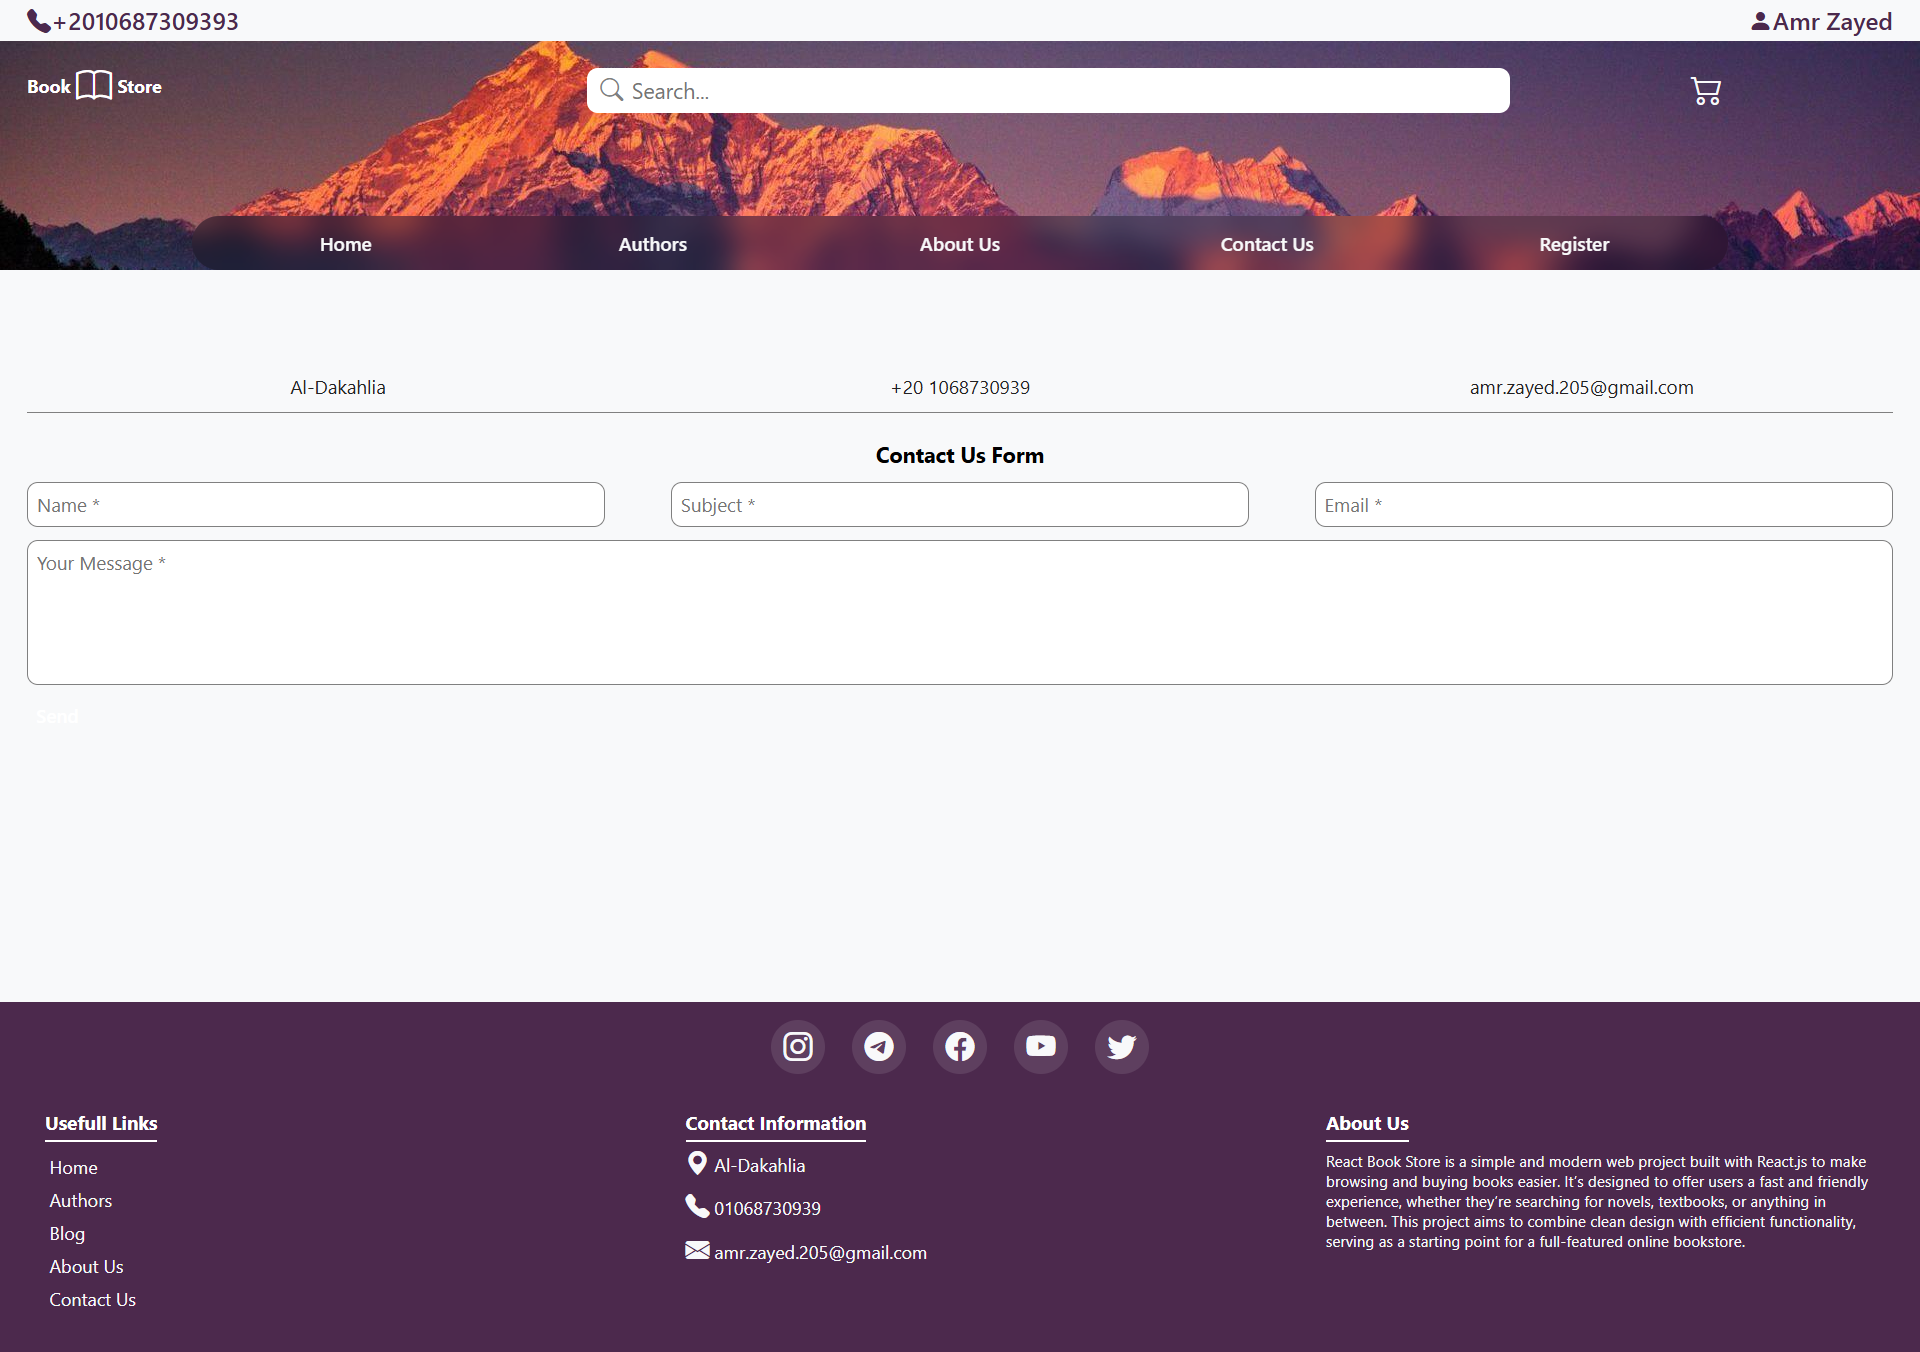 +2010687309393
Amr Zayed
Book Store
Search...
Home
Authors
About Us
Contact Us
Register
Al-Dakahlia
+20 1068730939
amr.zayed.205@gmail.com
Contact Us Form
Name *
Subject *
Email *
Your Message *
Send
Usefull Links
Home
Authors
Blog
About Us
Contact Us
Contact Information
Al-Dakahlia
01068730939
amr.zayed.205@gmail.com
About Us
React Book Store is a simple and modern web project built with React.js to make
browsing and buying books easier. It’s designed to offer users a fast and friendly
experience, whether they’re searching for novels, textbooks, or anything in
between. This project aims to combine clean design with efficient functionality,
serving as a starting point for a full-featured online bookstore.